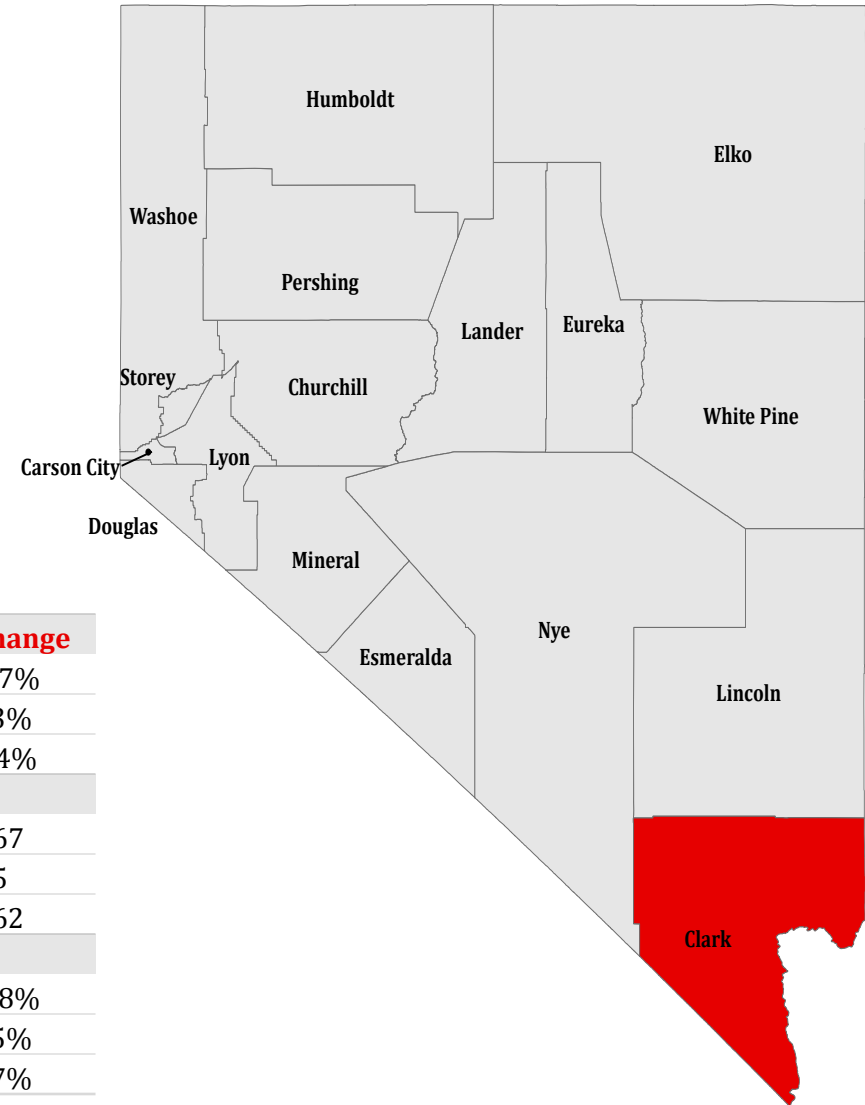 Humboldt
Elko
Washoe
Pershing
Eureka
Lander
Storey
Churchill
White Pine
Lyon
Carson City
Douglas
Mineral
Nye
Esmeralda
Lincoln
Clark
hange
7%
3%
4%
67
5
62
8%
5%
7%